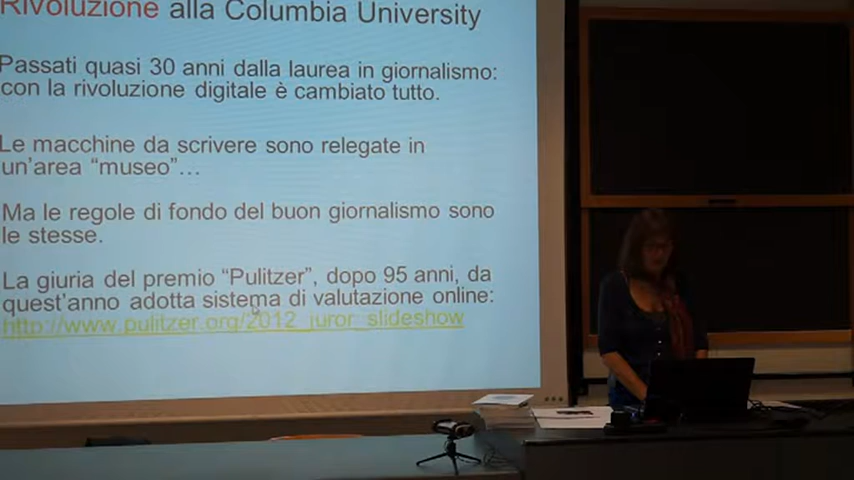 Rivoluzione alla Columbia University
Passati quasi 30 anni dalla laurea in giornalismo:
con la rivoluzione digitale è cambiato tutto.
Le macchine da scrivere sono relegate in
un'area "museo"...
Ma le regole di fondo del buon giornalismo sono
le stesse.
La giuria del premio "Pulitzer", dopo 95 anni, da
quest'anno adotta sistema di valutazione online:
http://www.pulitzer.org/2012_juror_slideshow